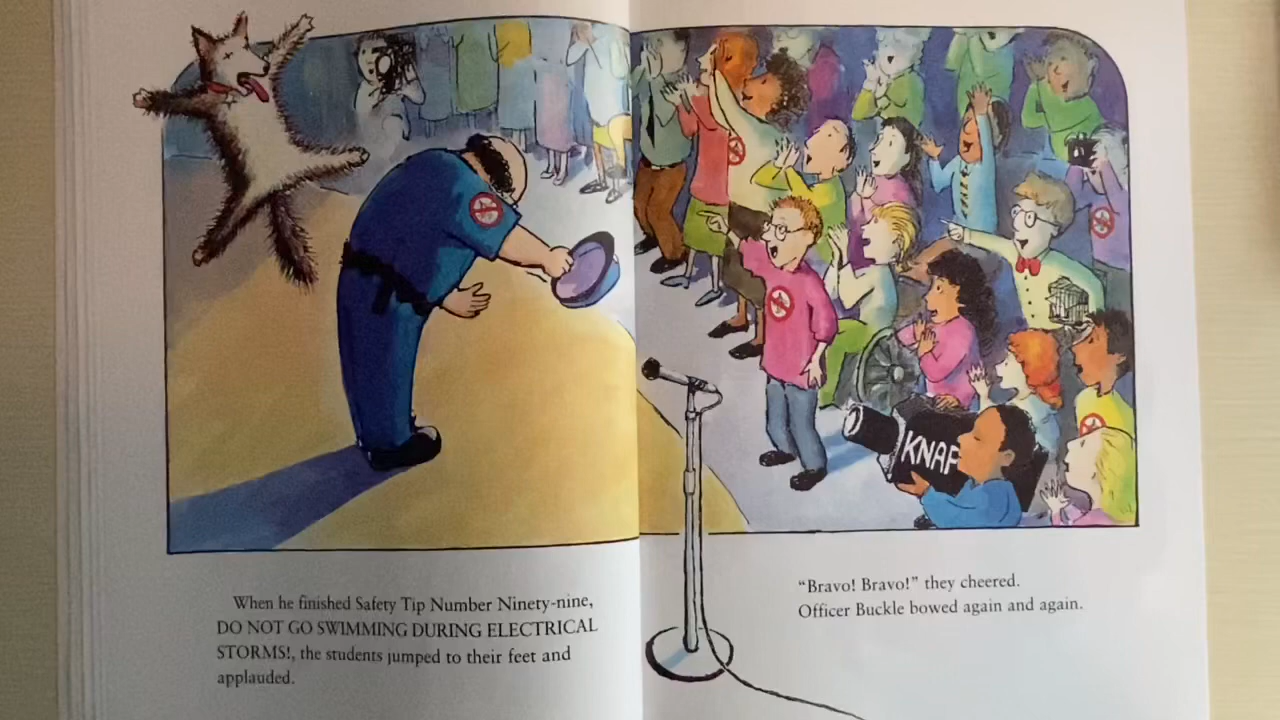 KNAP
When he finished Safety Tip Number Ninety-nine,
DO NOT GO SWIMMING DURING ELECTRICAL
STORMS!, the students jumped to their feet and
applauded.
“Bravo! Bravo!” they cheered.
Officer Buckle bowed again and again.